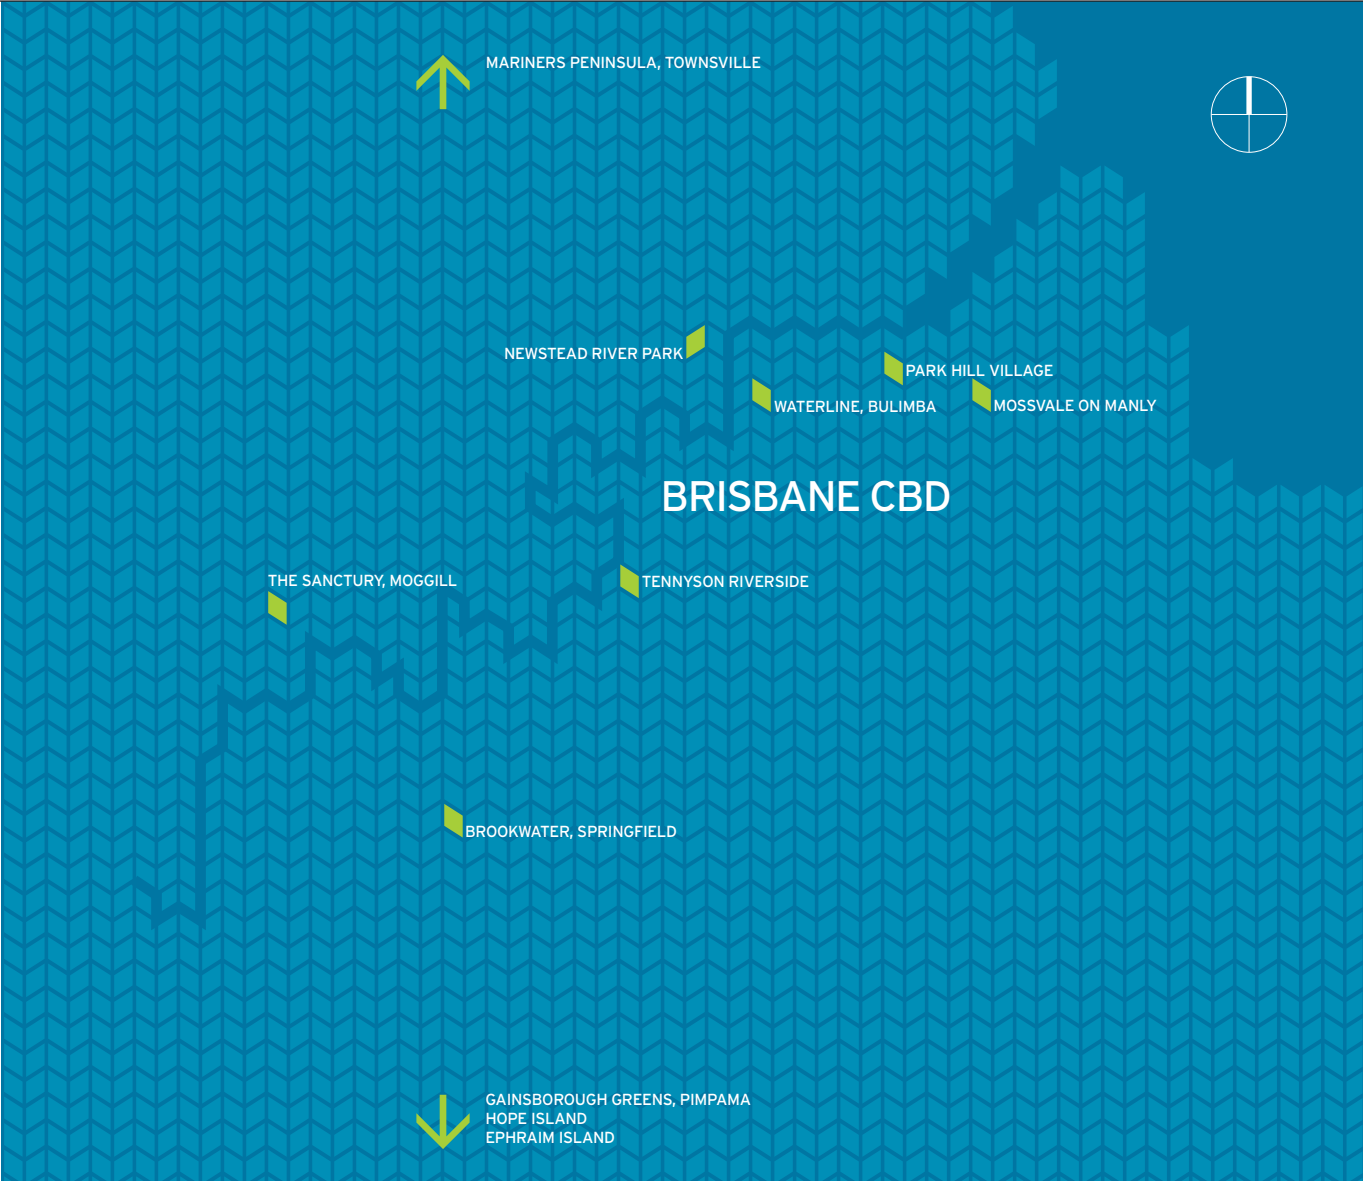 MARINERS PENINSULA, TOWNSVILLE
NEWSTEAD RIVER PARK
PARK HILL VILLAGE
WATERLINE, BULIMBA
MOSSVALE ON MANLY
BRISBANE CBD
THE SANCTURY, MOGGILL
TENNYSON RIVERSIDE
BROOKWATER, SPRINGFIELD
GAINSBOROUGH GREENS, PIMPAMA
HOPE ISLAND
EPHRAIM ISLAND